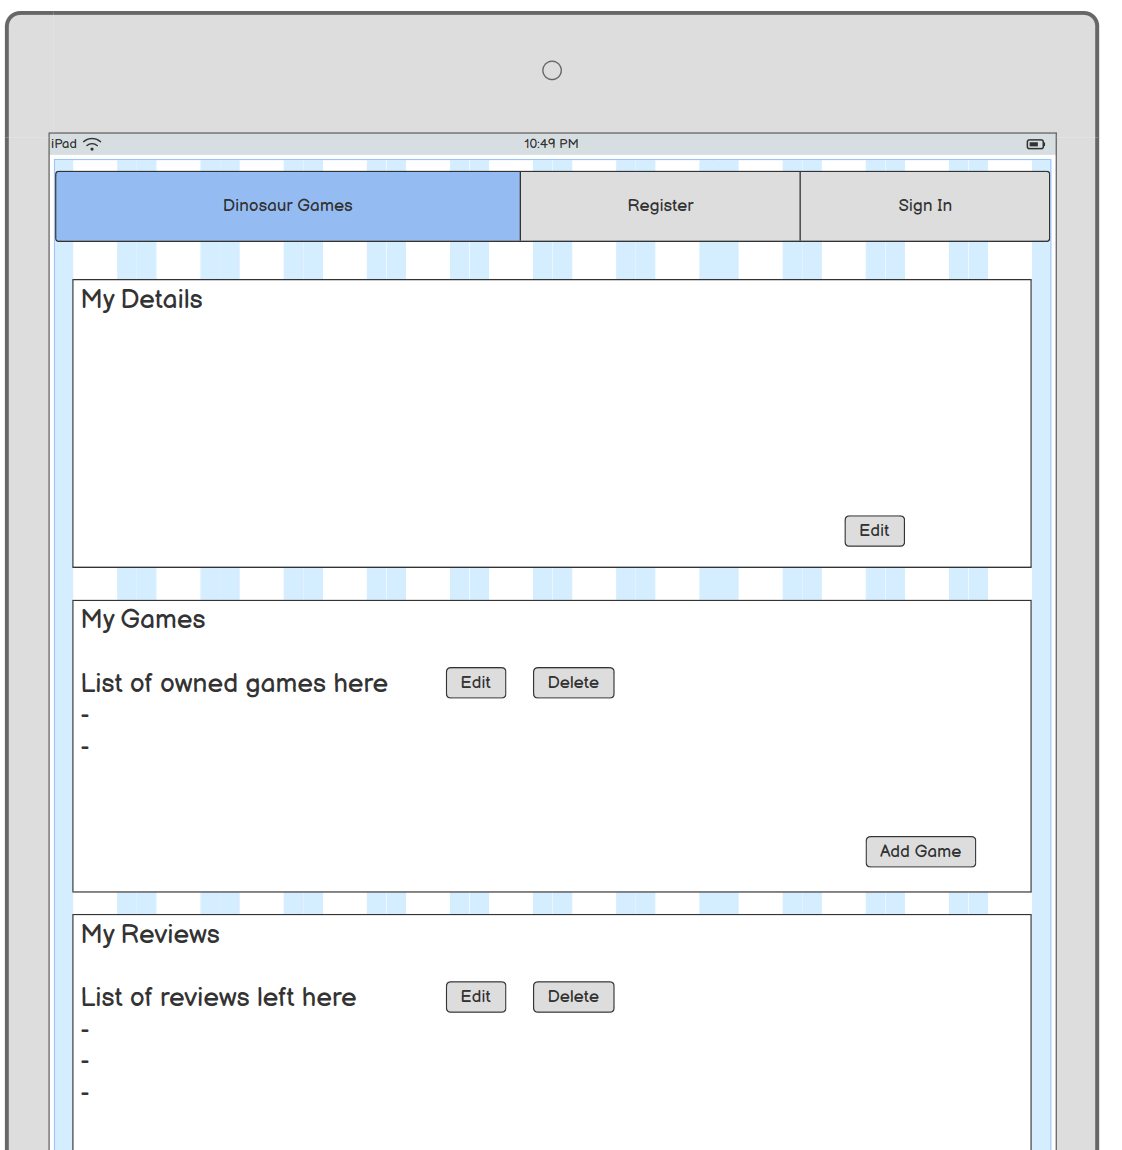 iPad 10:49 PM
Dinosaur Games Register Sign In
My Details
Edit
My Games
List of owned games here Edit Delete
-
-
Add Game
My Reviews
List of reviews left here Edit Delete
-
-
-